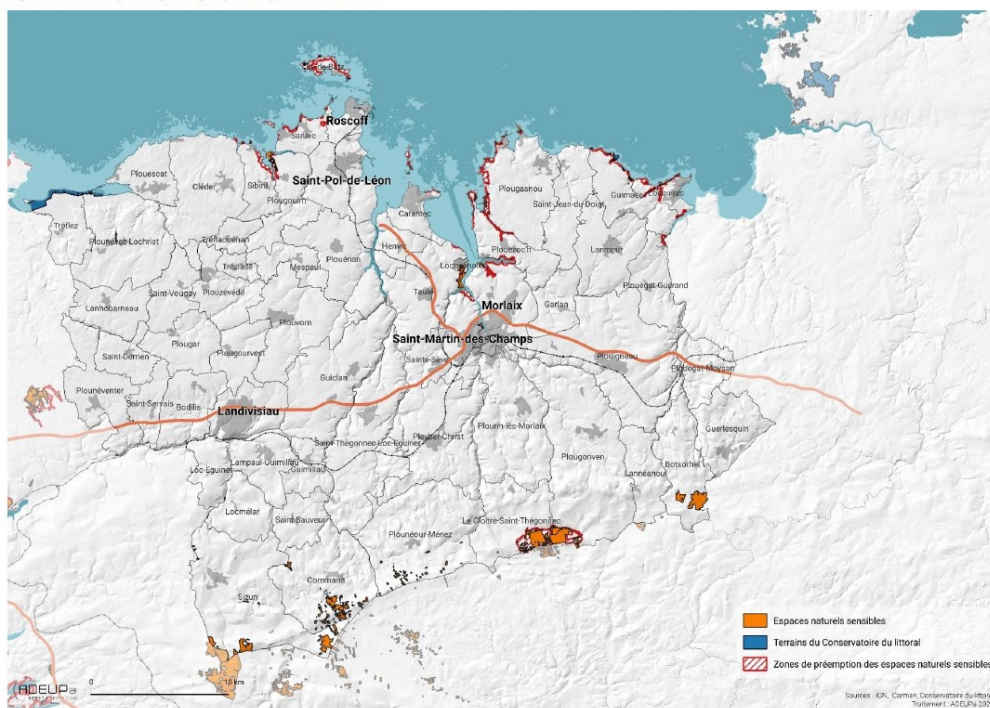 Roscoff
Santec
Saint-Pol-de-Léon
Plouescat
Cléder
Sibiril
Plougoulm
Carantec
Plougasnou
Saint-Jean-du-Doigt
Guimaëc
Locquirec
Tréflez
Plounévez-Lochrist
Tréflaouénan
Trézilidé
Mespaul
Plouénan
Henvic
Locquénolé
Plouezoc'h
Lanmeur
Taulé
Plouégat-Guérand
Lanhouarneau
Saint-Vougay
Plouzévédé
Morlaix
Garlan
Plouvorn
Plougar
Saint-Martin-des-Champs
Saint-Derrien
Plougourvest
Sainte-Sève
Plouigneau
Plouégat-Moysan
Plounéventer
Guiclan
Saint-Servais
Bodilis
Landivisiau
Guerlesquin
Saint-Thégonnec Loc-Eguiner
Pleyber-Christ
Plourin-lès-Morlaix
Lampaul-Guimiliau
Loc-Eguiner
Guimiliau
Plougonven
Botsorhel
Lannéanou
Locmélar
Saint-Sauveur
Le Cloître-Saint-Thégonnec
Plounéour-Ménez
Commana
Sizun
Espaces naturels sensibles
Terrains du Conservatoire du littoral
Zones de préemption des espaces naturels sensibles
ADEUPa
0
10 km
Sources : IGN, Carmen, Conservatoire du littoral
Traitement : ADEUPa